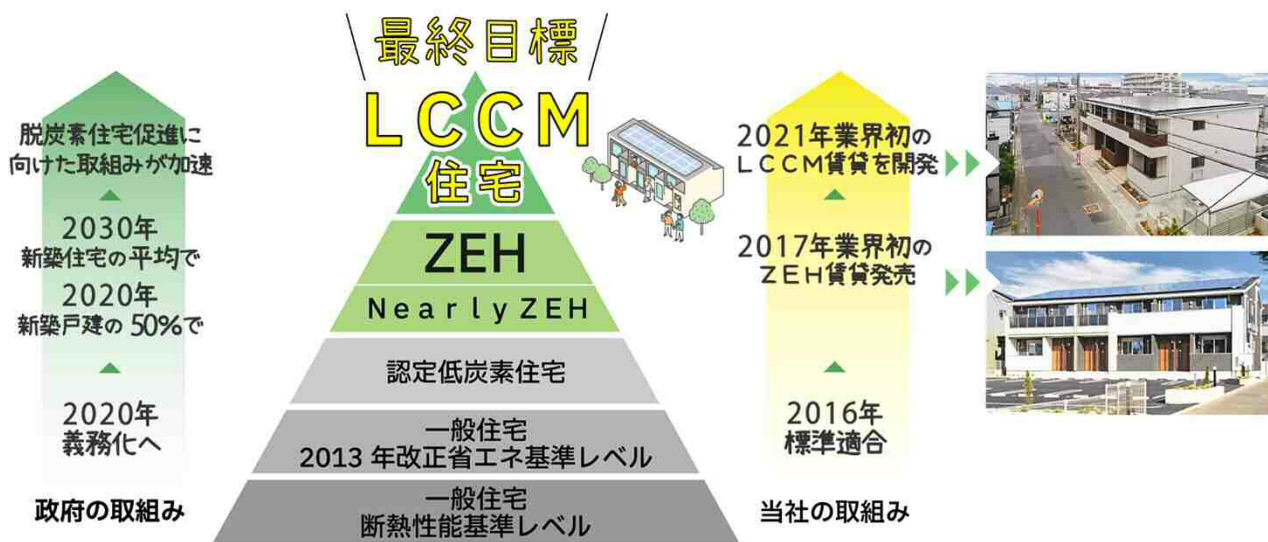 最終目標
LCCM
住宅
ZEH
Nearly ZEH
認定低炭素住宅
一般住宅
2013年改正省エネ基準レベル
一般住宅
断熱性能基準レベル
脱炭素住宅促進に
向けた取組みが加速
2030年
新築住宅の平均で
2020年
新築戸建の50%で
2020年
義務化へ
政府の取組み
2021年業界初の
LCCM賃貸を開発
2017年業界初の
ZEH賃貸発売
2016年
標準適合
当社の取組み